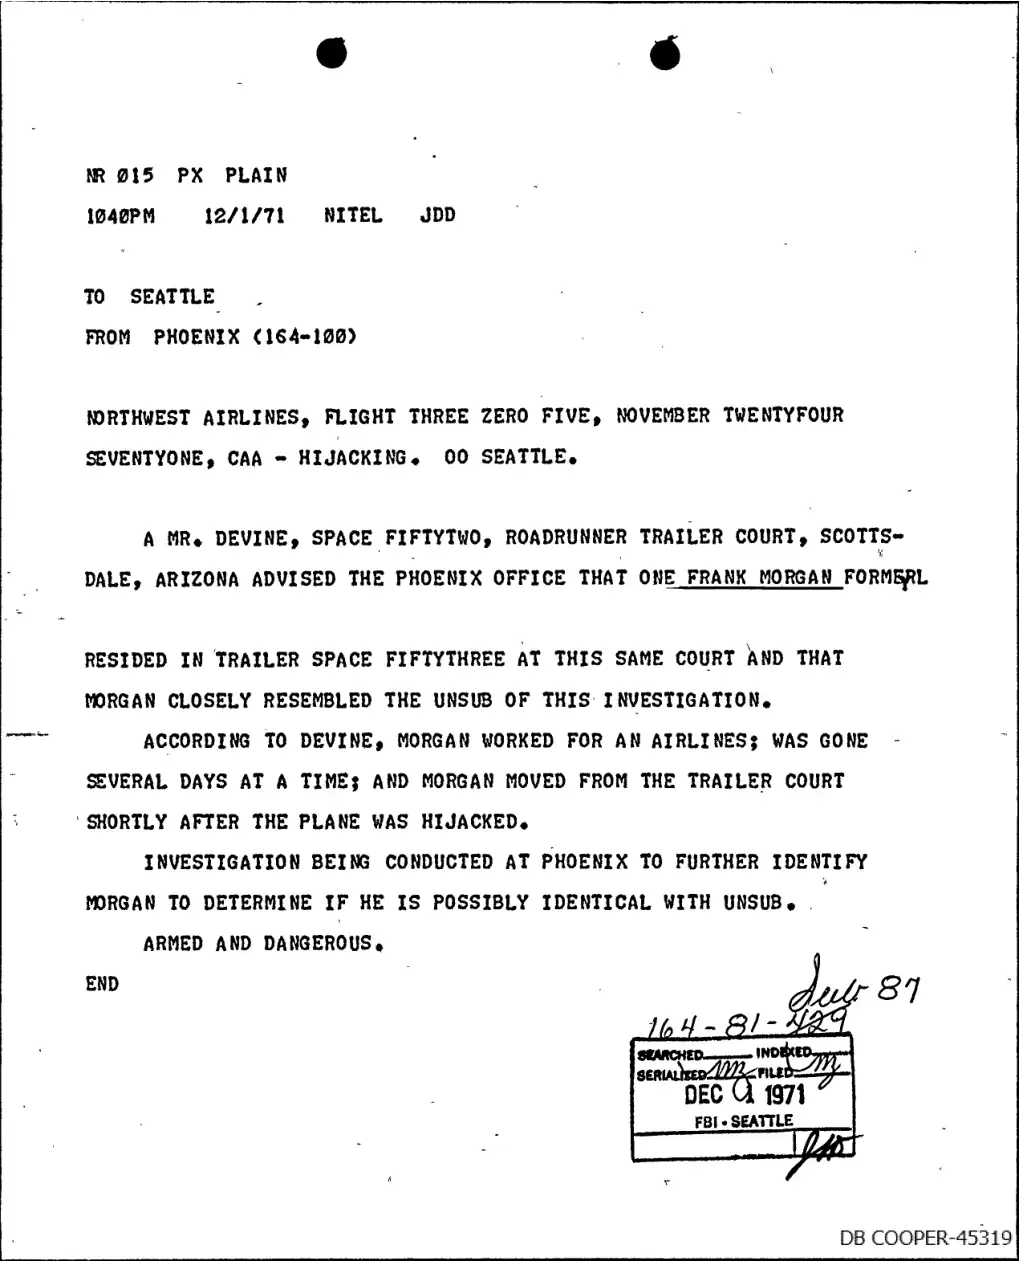 NR 015 PX PLAIN
1040PM 12/1/71 NITEL JDD
TO SEATTLE
FROM PHOENIX (164-100)
NORTHWEST AIRLINES, FLIGHT THREE ZERO FIVE, NOVEMBER TWENTYFOUR
SEVENTYONE, CAA - HIJACKING. OO SEATTLE.
A MR. DEVINE, SPACE FIFTYTWO, ROADRUNNER TRAILER COURT, SCOTTS-
DALE, ARIZONA ADVISED THE PHOENIX OFFICE THAT ONE FRANK MORGAN FORMERL
RESIDED IN TRAILER SPACE FIFTYTHREE AT THIS SAME COURT AND THAT
MORGAN CLOSELY RESEMBLED THE UNSUB OF THIS INVESTIGATION.
ACCORDING TO DEVINE, MORGAN WORKED FOR AN AIRLINES; WAS GONE
SEVERAL DAYS AT A TIME; AND MORGAN MOVED FROM THE TRAILER COURT
SHORTLY AFTER THE PLANE WAS HIJACKED.
INVESTIGATION BEING CONDUCTED AT PHOENIX TO FURTHER IDENTIFY
MORGAN TO DETERMINE IF HE IS POSSIBLY IDENTICAL WITH UNSUB.
ARMED AND DANGEROUS.
END
Sub 87
164-81-429
SEARCHED INDEXED
SERIALIZED FILED
DEC 1 1971
FBI - SEATTLE
DB COOPER-45319